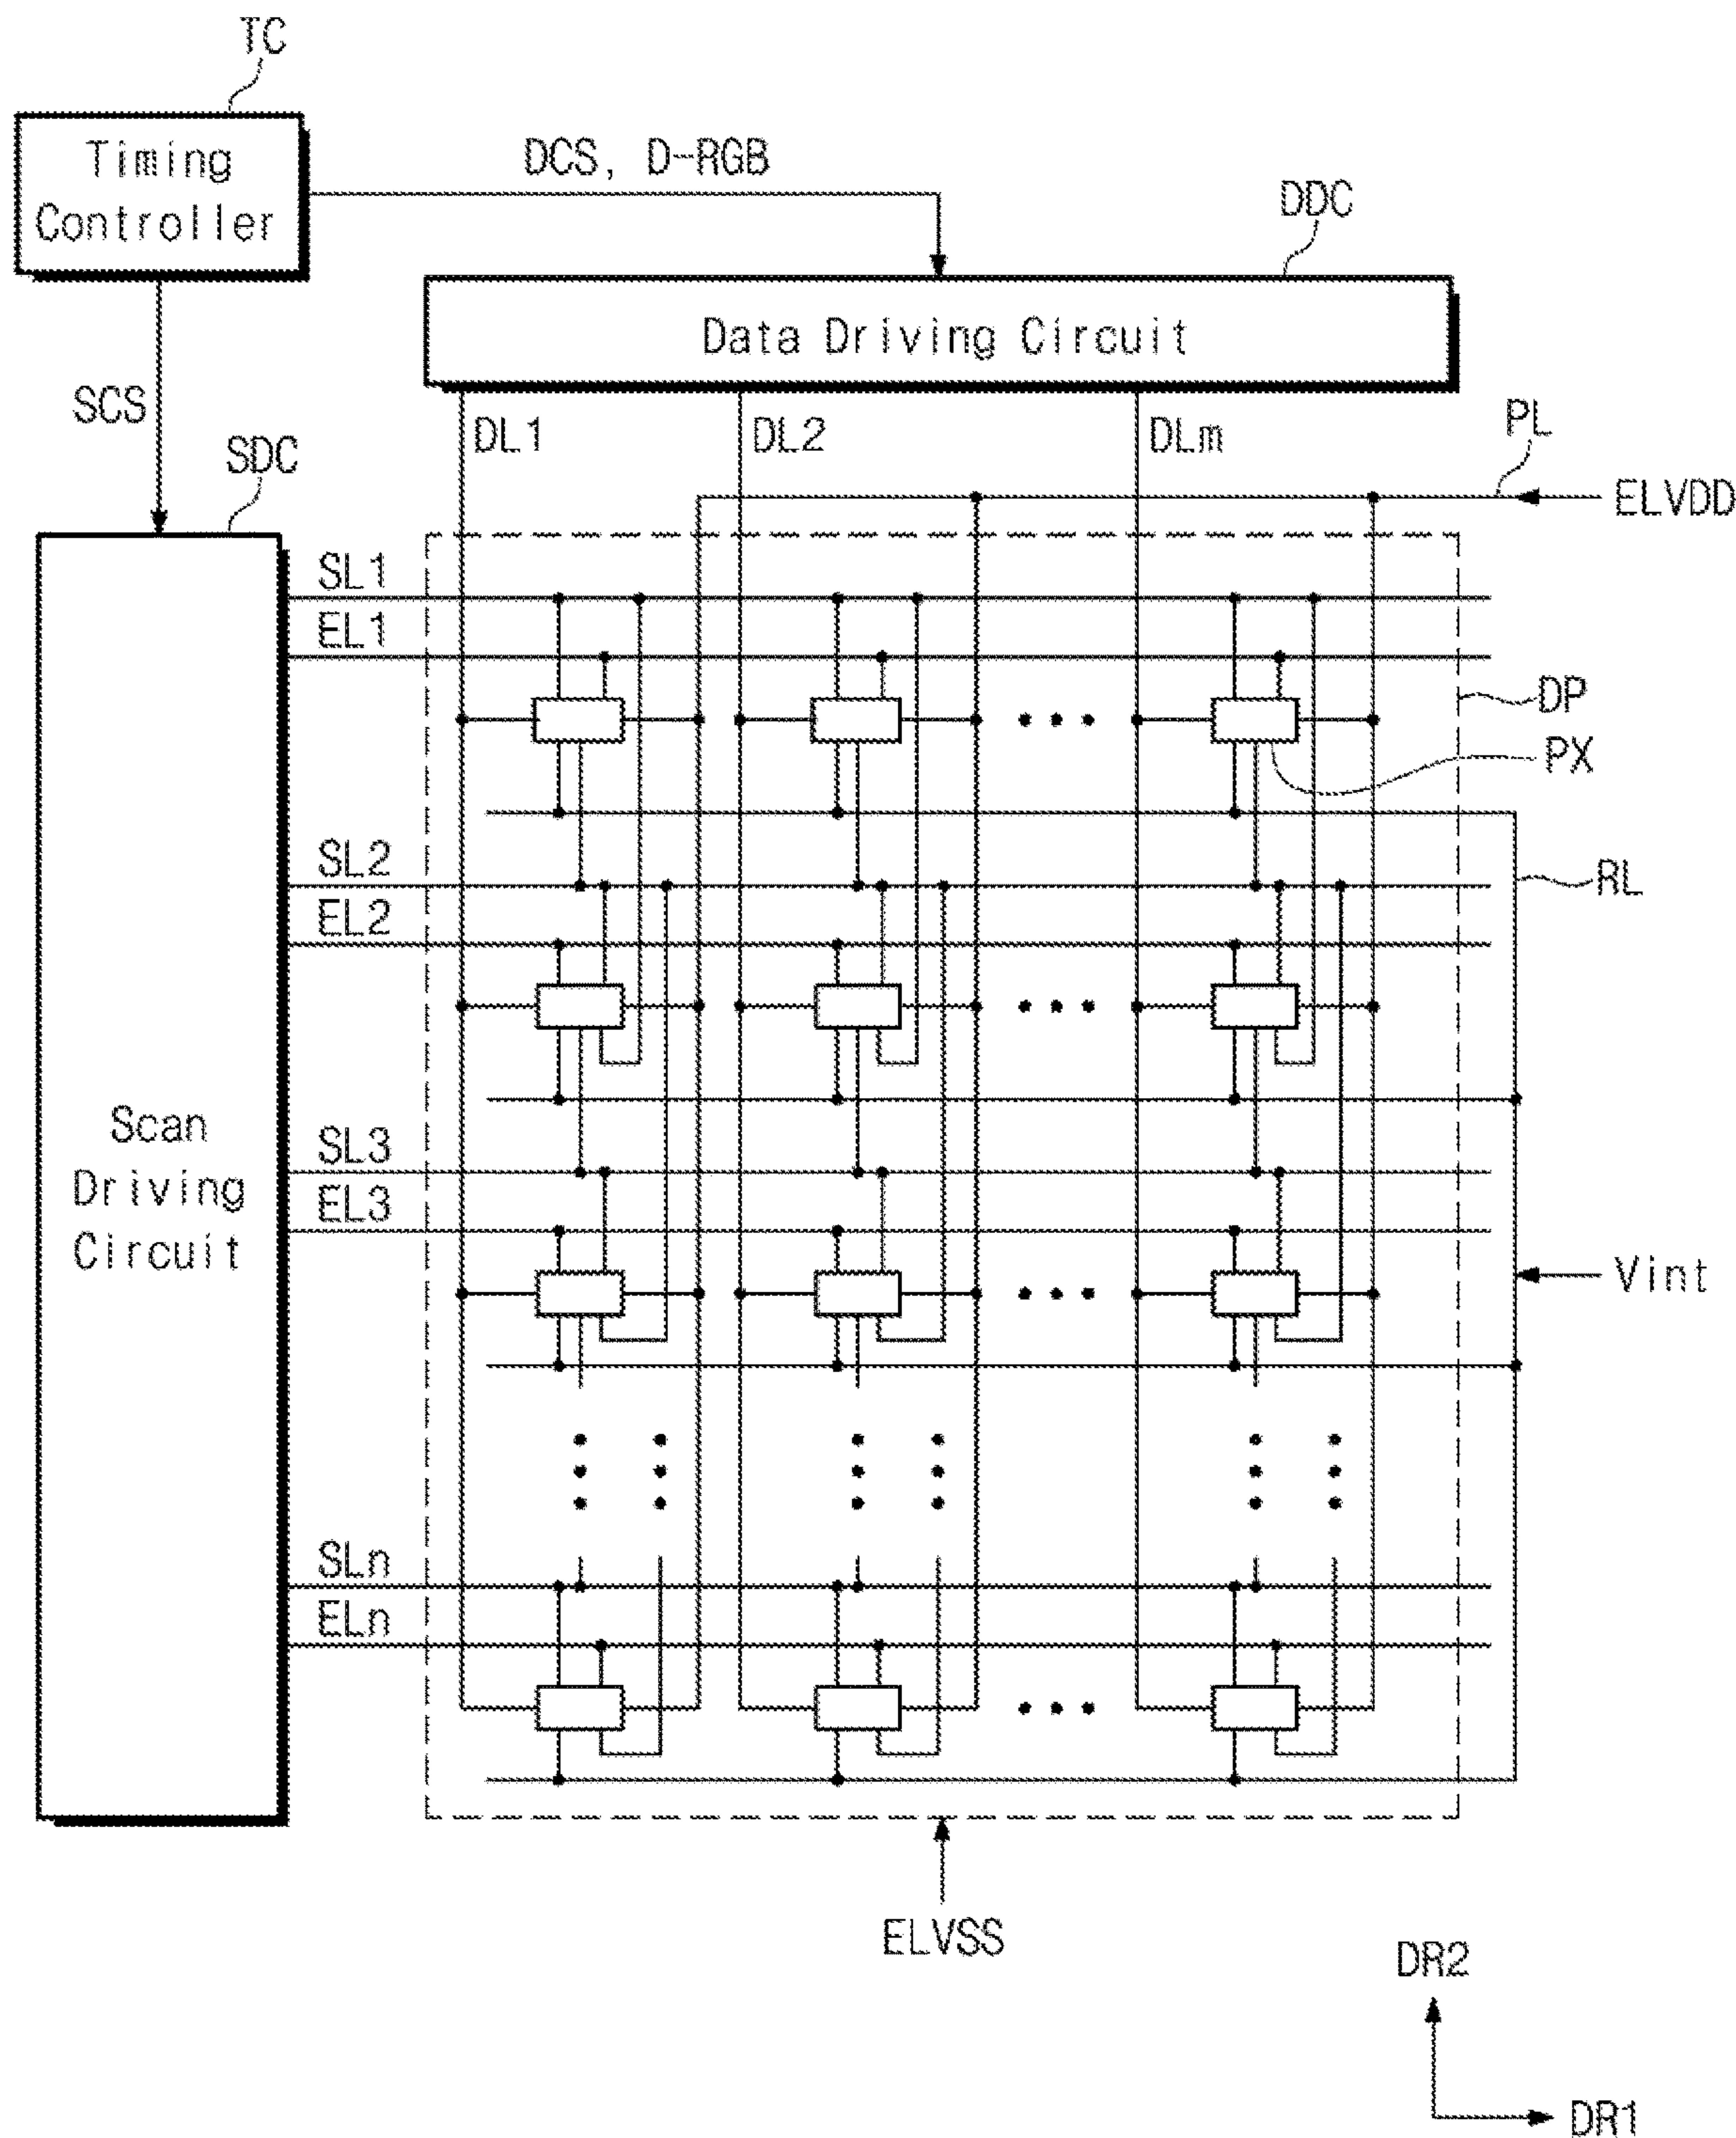 TC
Timing
Controller
DCS, D-RGB
DDC
Data Driving Circuit
SCS
SDC
DL1
DL2
DLm
PL
ELVDD
SL1
EL1
DP
PX
SL2
EL2
RL
Scan
Driving
Circuit
SL3
EL3
Vint
SLn
ELn
ELVSS
DR2
DR1